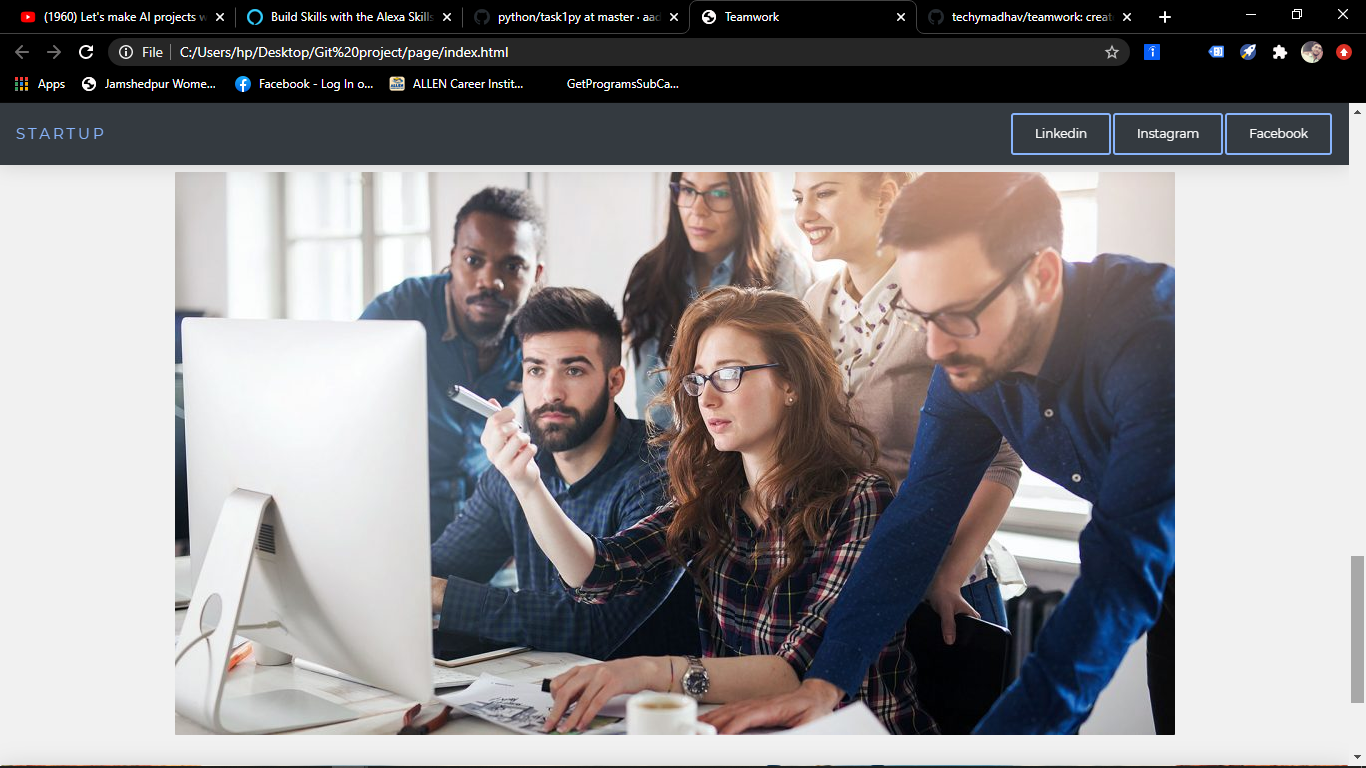 (1960) Let's make AI projects w
Build Skills with the Alexa Skills
python/task1py at master · aad
Teamwork
techymadhav/teamwork: creat
File
C:/Users/hp/Desktop/Git%20project/page/index.html
Apps
Jamshedpur Wome...
Facebook - Log In o...
ALLEN Career Instit...
GetProgramsSubCa...
STARTUP
Linkedin
Instagram
Facebook